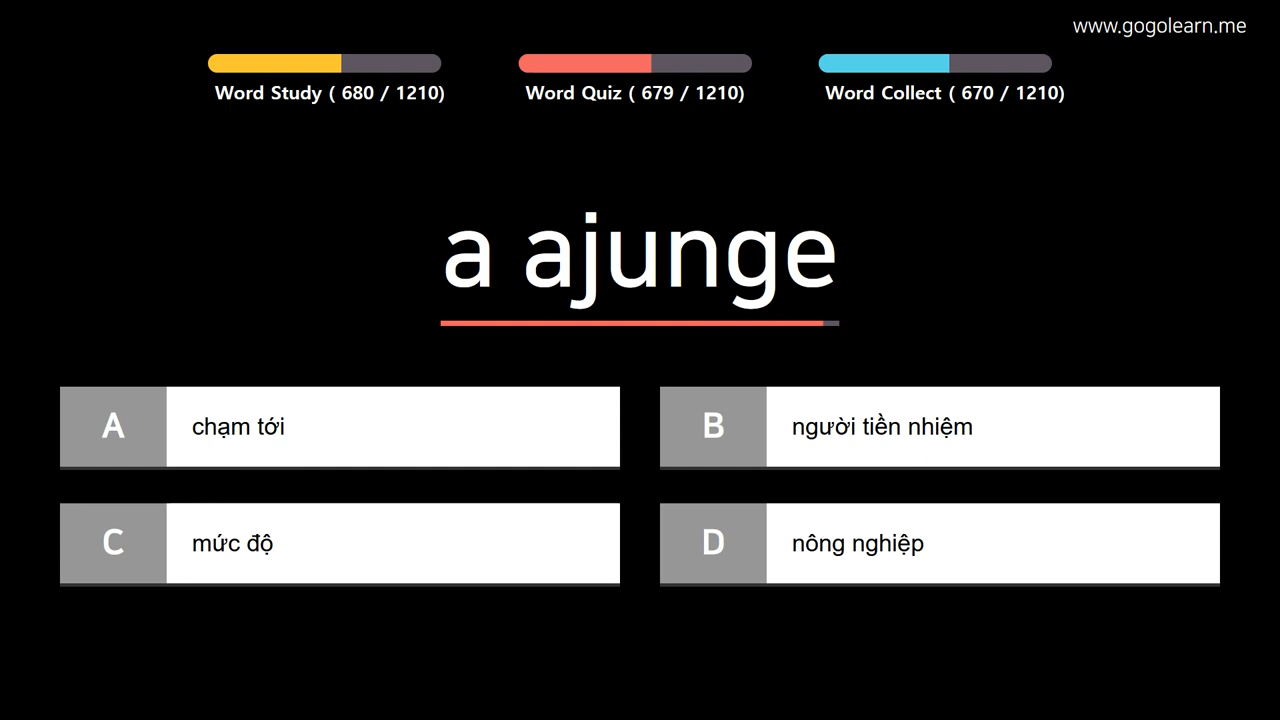 www.gogolearn.me
Word Study ( 680 / 1210)
Word Quiz ( 679 / 1210)
Word Collect ( 670 / 1210)
a ajunge
A chạm tới
B người tiền nhiệm
C mức độ
D nông nghiệp